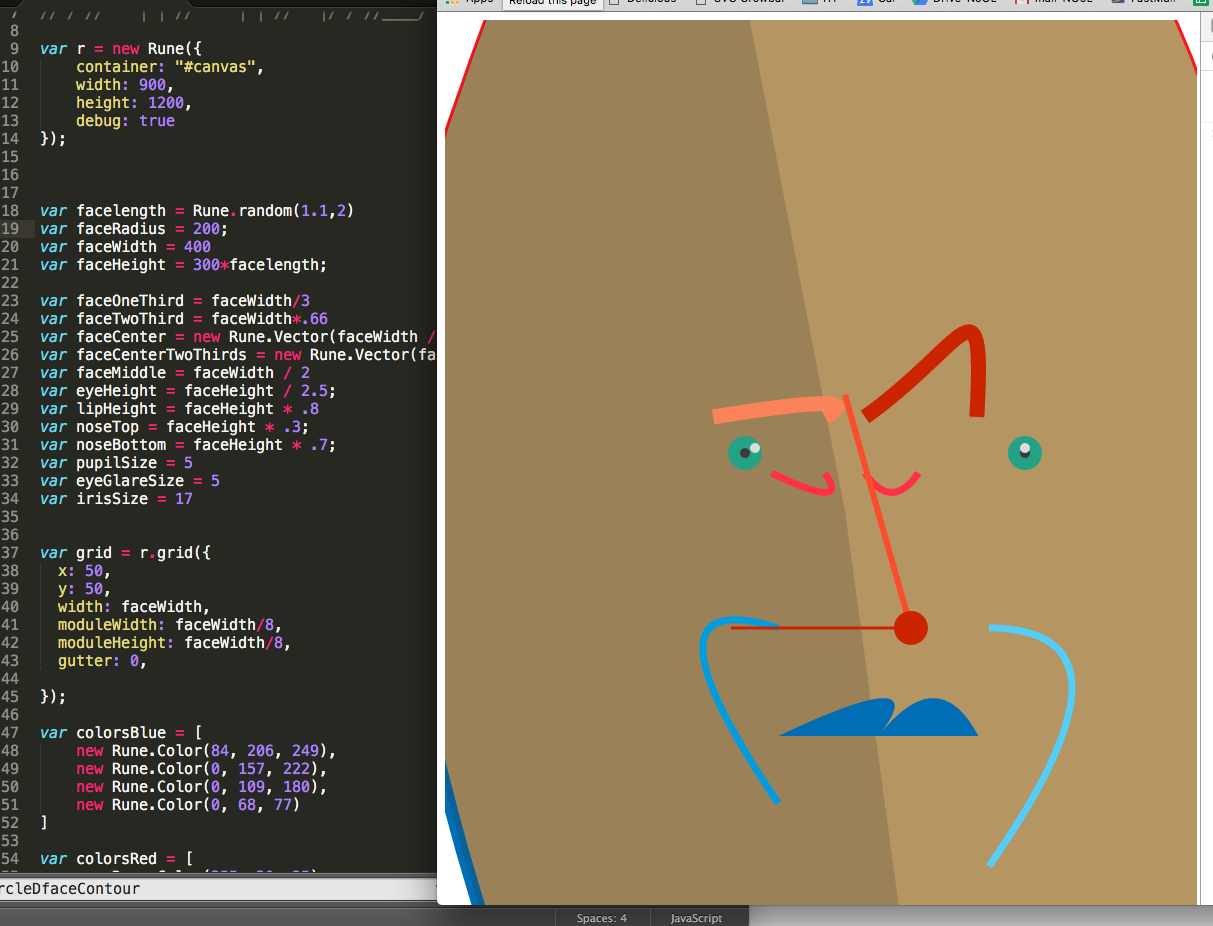 Apps
Reload this page
Delicious
8
9 var r = new Rune({
10 container: "#canvas",
11 width: 900,
12 height: 1200,
13 debug: true
14 });
15
16
17
18 var facelength = Rune.random(1.1,2)
19 var faceRadius = 200;
20 var faceWidth = 400
21 var faceHeight = 300*facelength;
22
23 var faceOneThird = faceWidth/3
24 var faceTwoThird = faceWidth*.66
25 var faceCenter = new Rune.Vector(faceWidth /
26 var faceCenterTwoThirds = new Rune.Vector(fa
27 var faceMiddle = faceWidth / 2
28 var eyeHeight = faceHeight / 2.5;
29 var lipHeight = faceHeight * .8
30 var noseTop = faceHeight * .3;
31 var noseBottom = faceHeight * .7;
32 var pupilSize = 5
33 var eyeGlareSize = 5
34 var irisSize = 17
35
36
37 var grid = r.grid({
38 x: 50,
39 y: 50,
40 width: faceWidth,
41 moduleWidth: faceWidth/8,
42 moduleHeight: faceWidth/8,
43 gutter: 0,
44
45 });
46
47 var colorsBlue = [
48 new Rune.Color(84, 206, 249),
49 new Rune.Color(0, 157, 222),
50 new Rune.Color(0, 109, 180),
51 new Rune.Color(0, 68, 77)
52 ]
53
54 var colorsRed = [
rcleDfaceContour
Spaces: 4 JavaScript